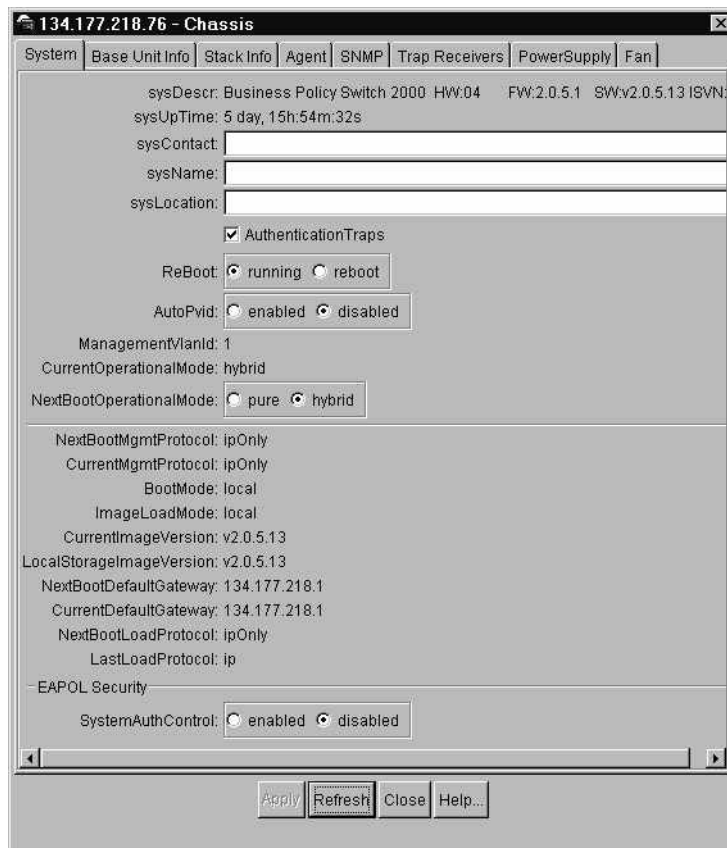 134.177.218.76 - Chassis
System Base Unit Info Stack Info Agent SNMP Trap Receivers PowerSupply Fan
sysDescr: Business Policy Switch 2000 HW:04 FW:2.0.5.1 SW:v2.0.5.13 ISVN:
sysUpTime: 5 day, 15h:54m:32s
sysContact:
sysName:
sysLocation:
AuthenticationTraps
ReBoot: running reboot
AutoPvid: enabled disabled
ManagementVlanId: 1
CurrentOperationalMode: hybrid
NextBootOperationalMode: pure hybrid
NextBootMgmtProtocol: ipOnly
CurrentMgmtProtocol: ipOnly
BootMode: local
ImageLoadMode: local
CurrentImageVersion: v2.0.5.13
LocalStorageImageVersion: v2.0.5.13
NextBootDefaultGateway: 134.177.218.1
CurrentDefaultGateway: 134.177.218.1
NextBootLoadProtocol: ipOnly
LastLoadProtocol: ip
EAPOL Security
SystemAuthControl: enabled disabled
Apply Refresh Close Help...